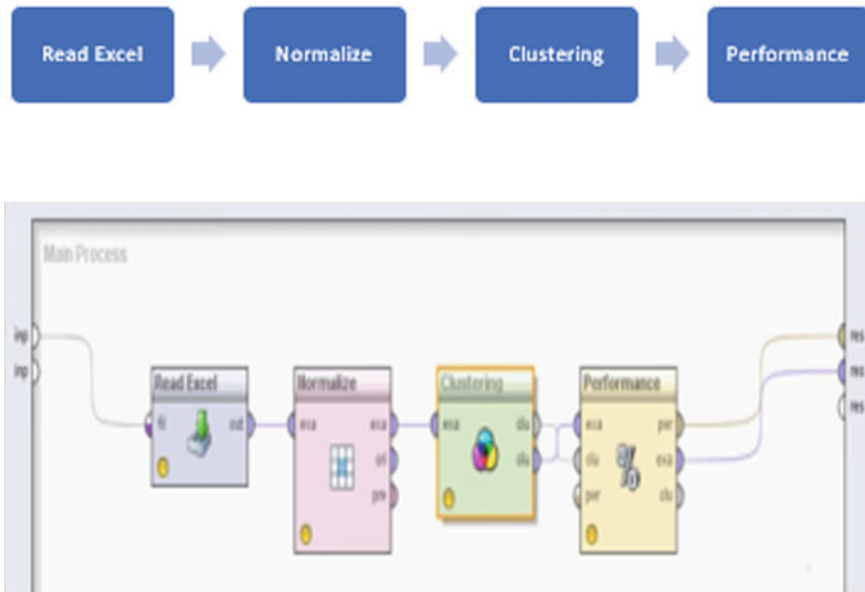 Read Excel
Normalize
Clustering
Performance
Main Process
inp
inp
Read Excel
fil
out
Normalize
exa
exa
ori
pre
Clustering
exa
clu
clu
Performance
exa
per
clu
exa
per
clu
res
res
res